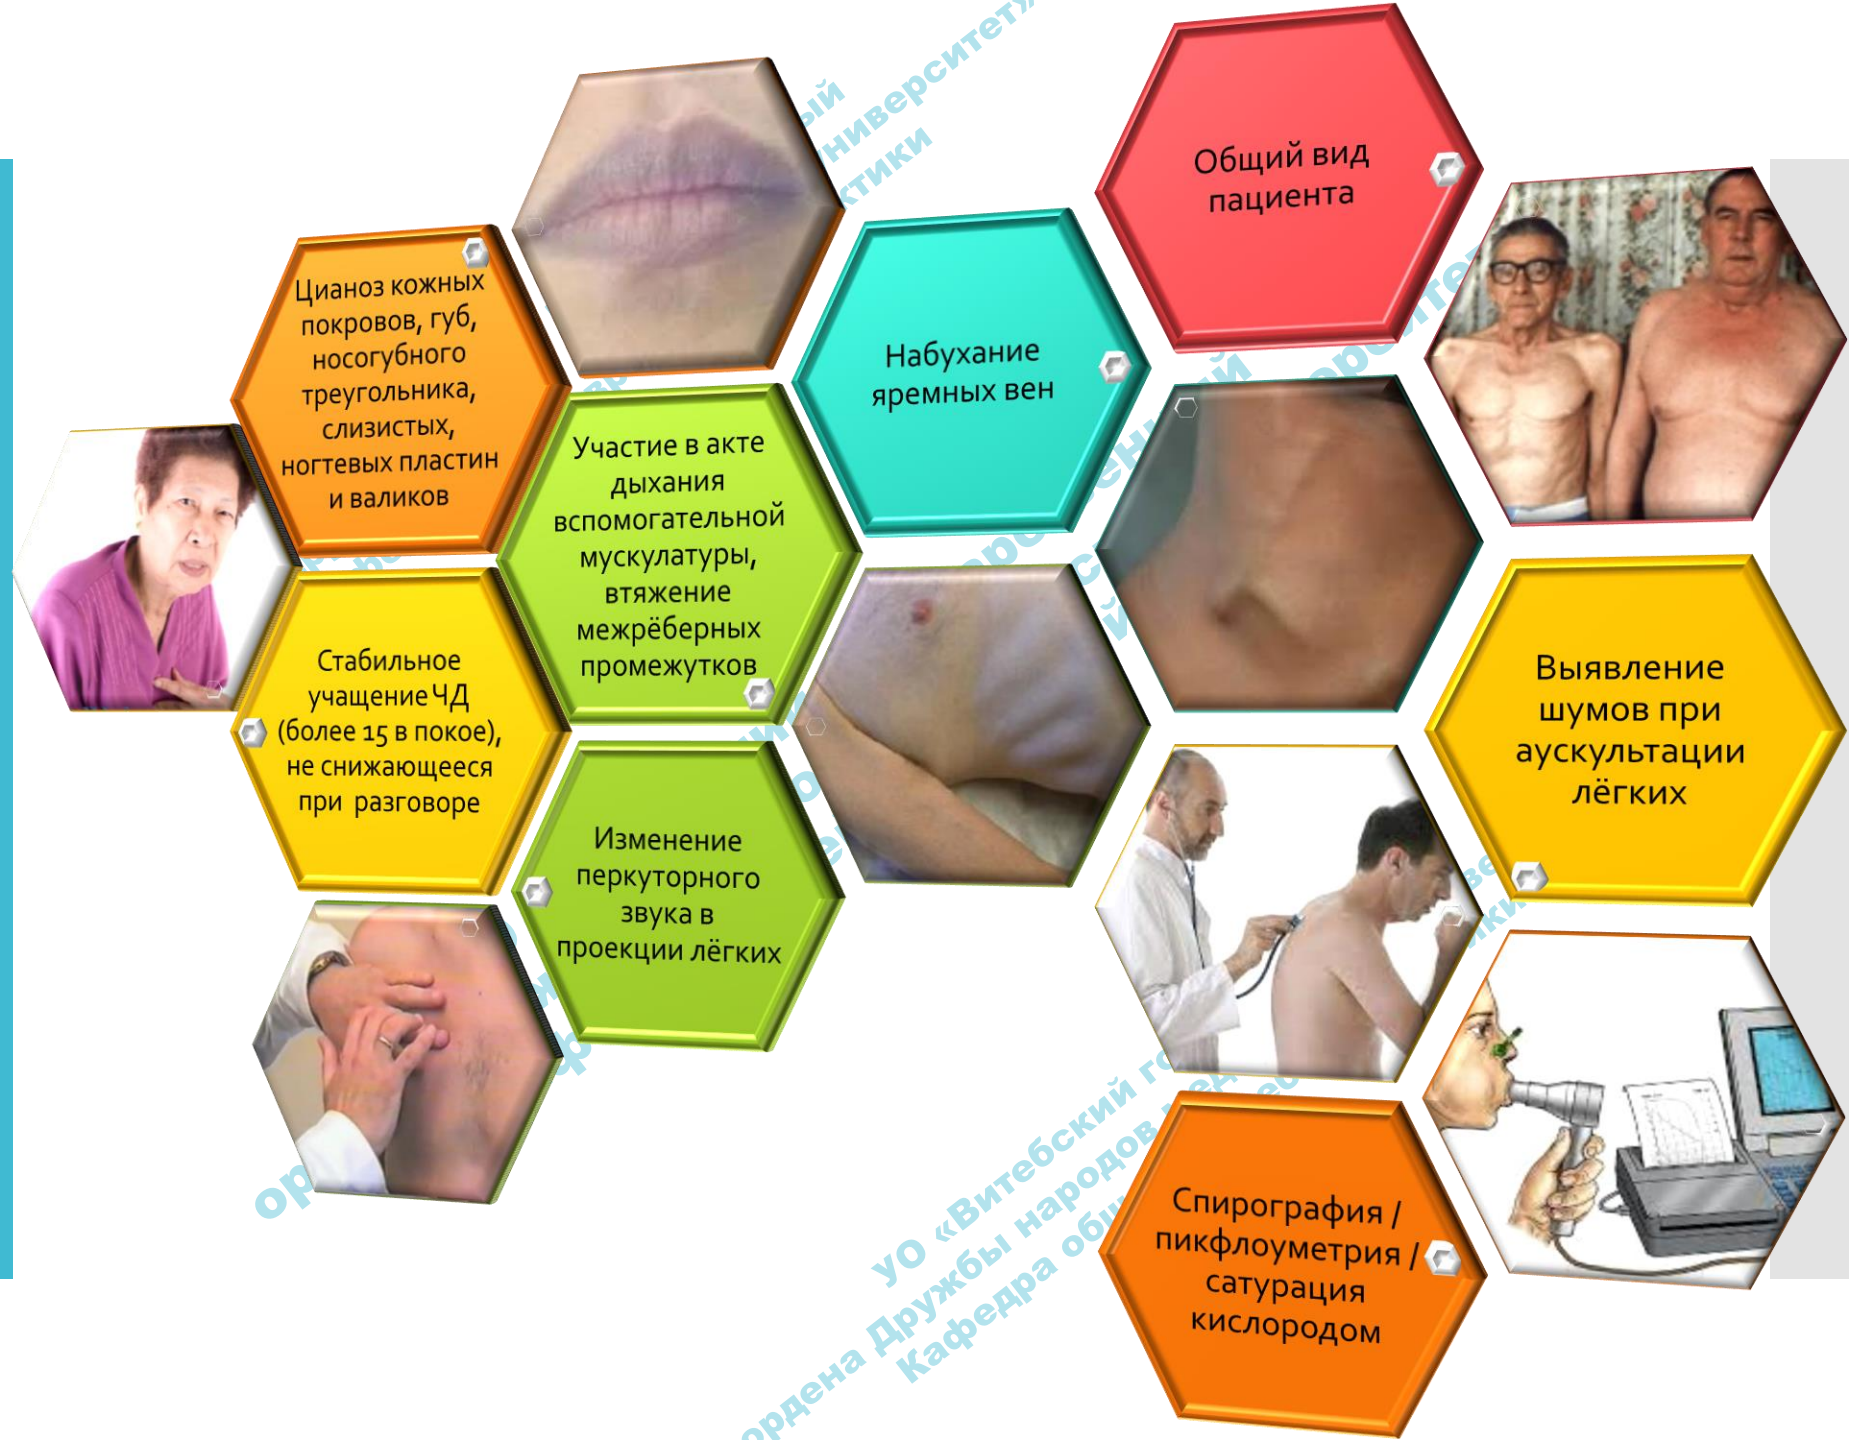 Общий вид
пациента
Цианоз кожных
покровов, губ,
носогубного
треугольника,
слизистых,
ногтевых пластин
и валиков
Набухание
яремных вен
Участие в акте
дыхания
вспомогательной
мускулатуры,
втяжение
межрёберных
промежутков
Стабильное
учащение ЧД
(более 15 в покое),
не снижающееся
при разговоре
Выявление
шумов при
аускультации
лёгких
Изменение
перкуторного
звука в
проекции лёгких
Спирография /
пикфлоуметрия /
сатурация
кислородом
УО «Витебский
ордена Дружбы народов
Кафедра